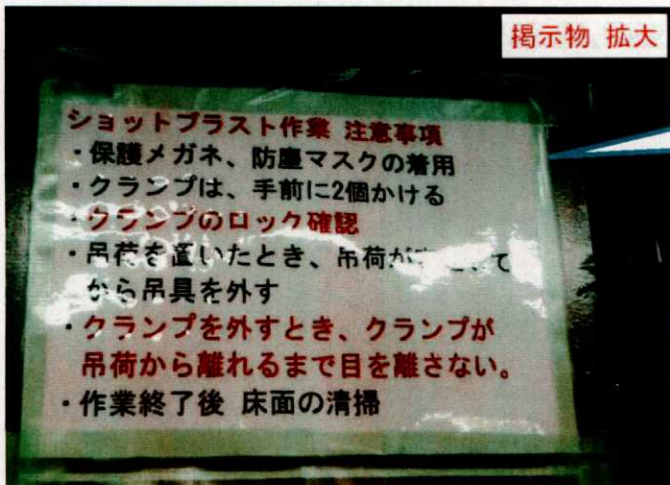 掲示物 拡大
ショットブラスト作業 注意事項
・保護メガネ、防塵マスクの着用
・クランプは、手前に2個かける
・クランプのロック確認
・吊荷を置いたとき、吊荷が て
から吊具を外す
・クランプを外すとき、クランプが
吊荷から離れるまで目を離さない。
・作業終了後 床面の清掃